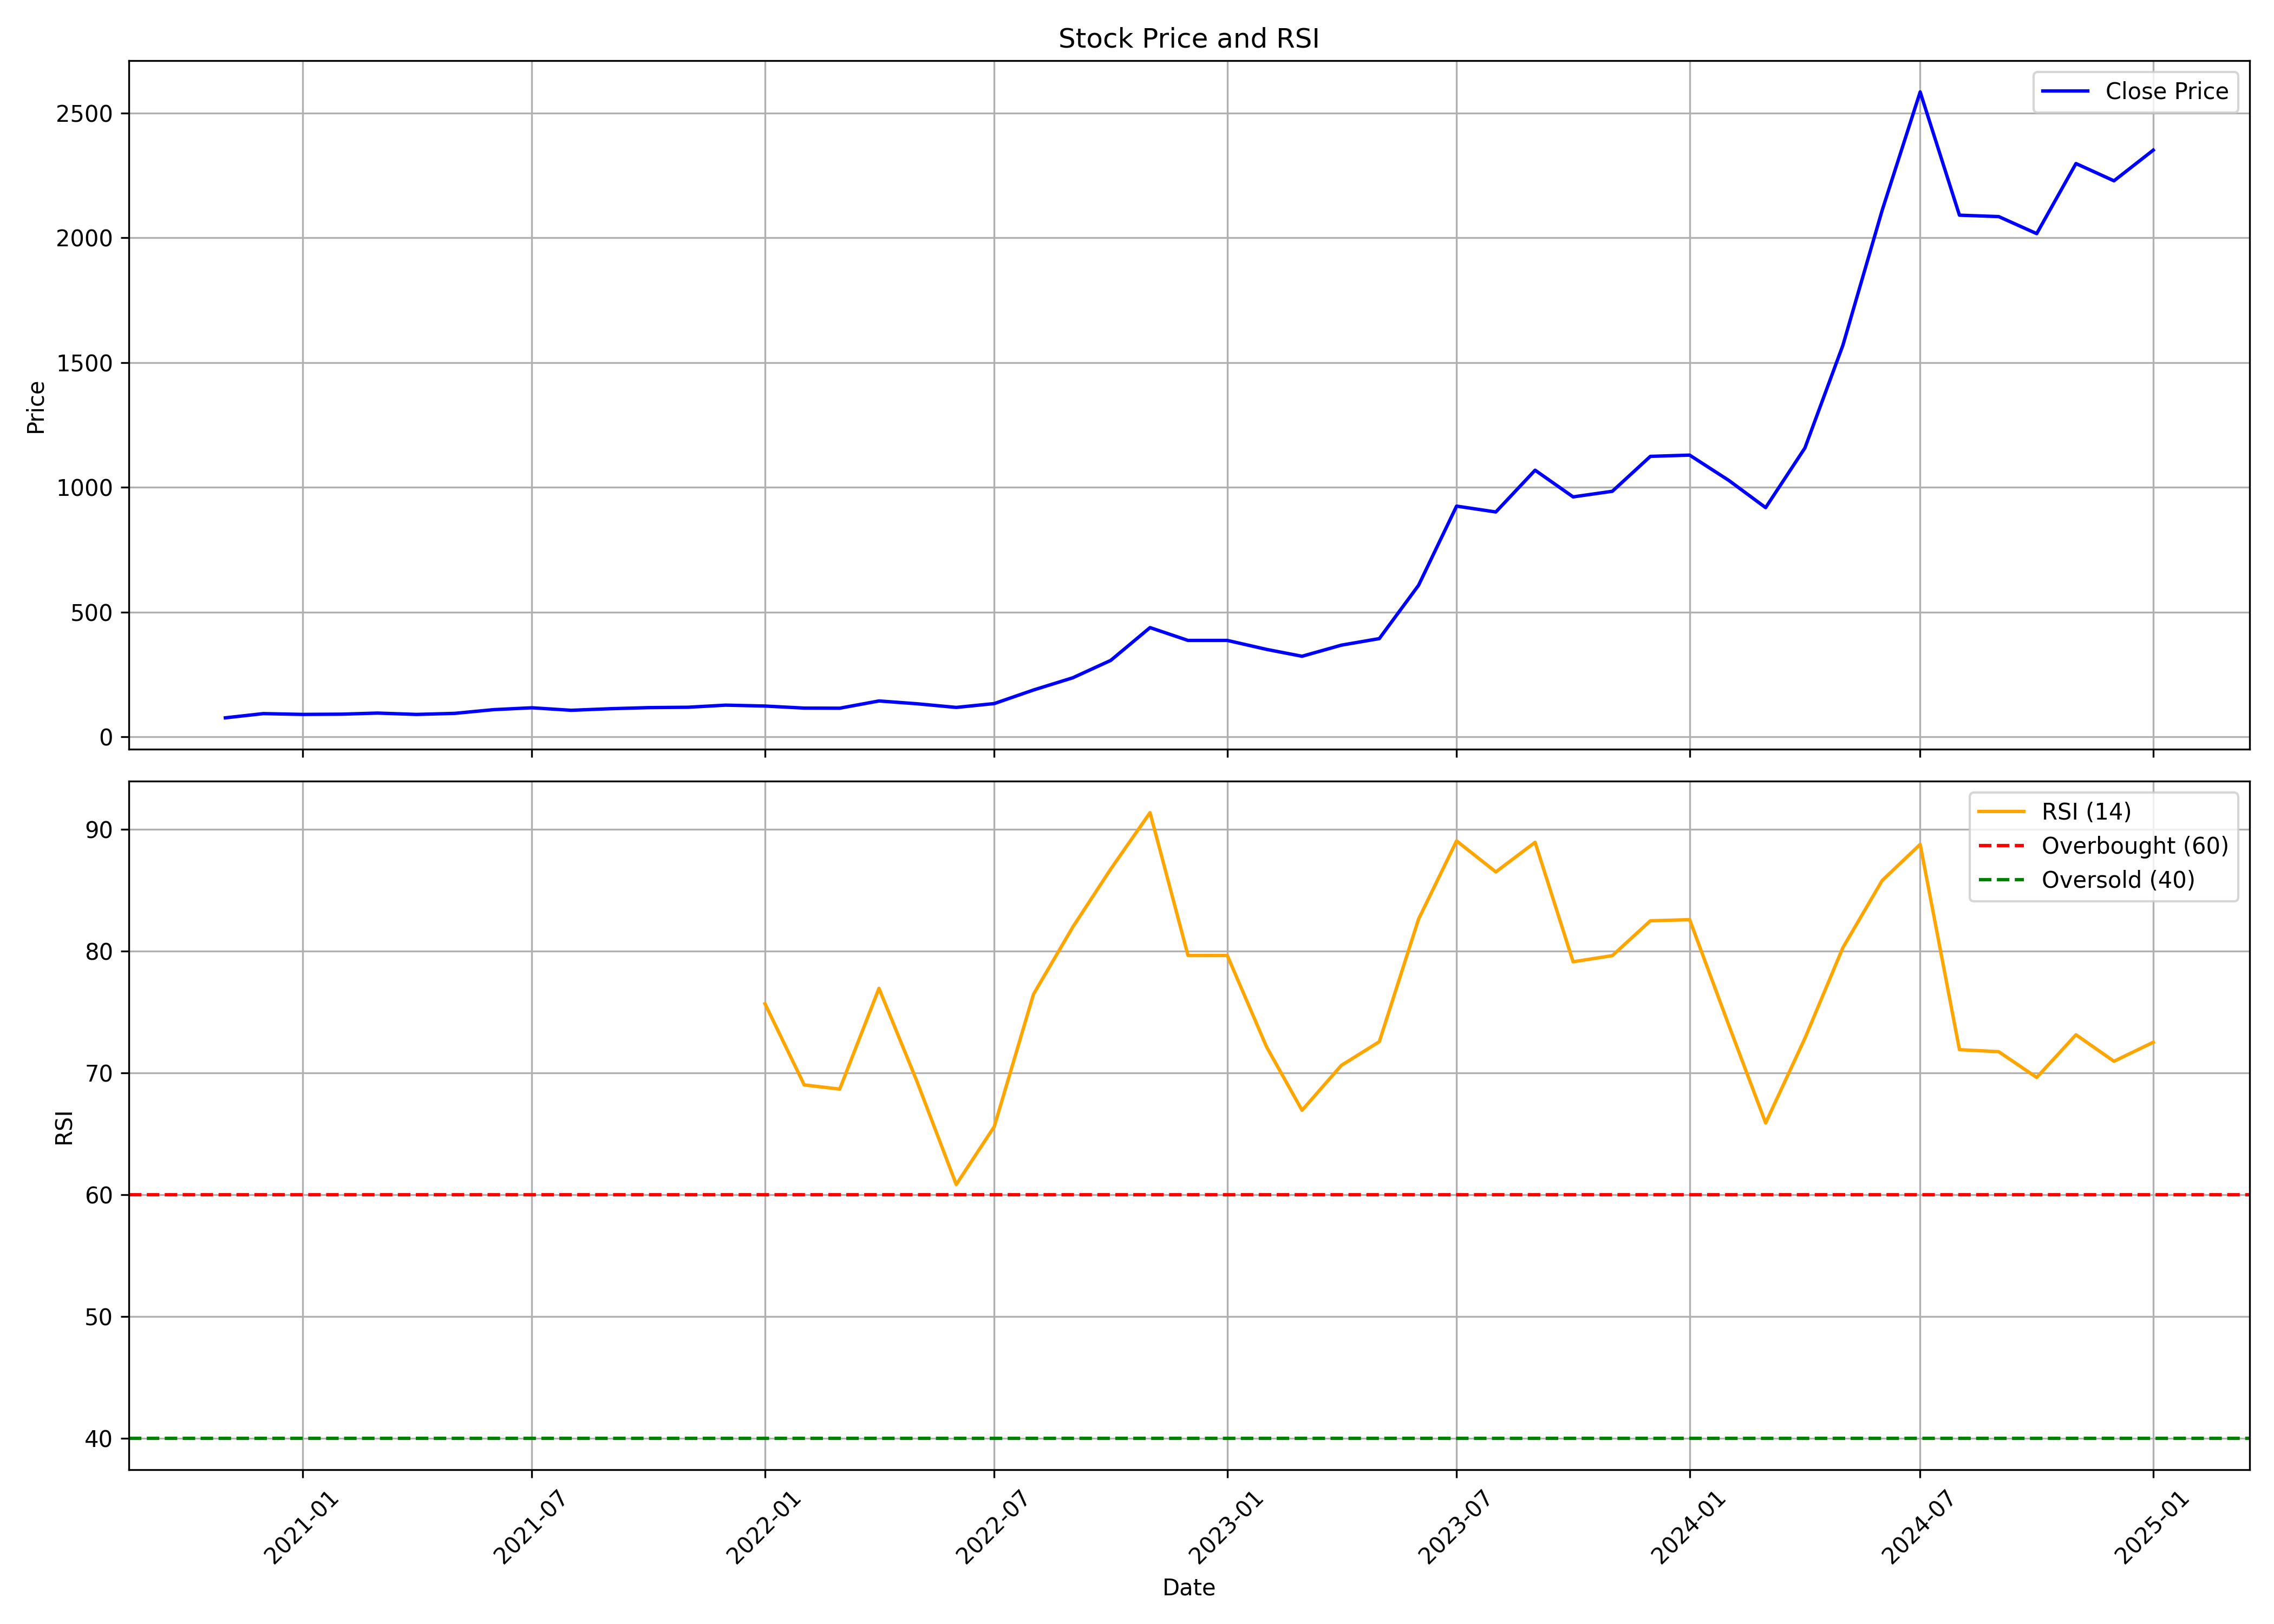 Stock Price and RSI
Close Price
2500
2000
1500
1000
500
0
Price
RSI (14)
Overbought (60)
Oversold (40)
90
80
70
60
50
40
RSI
2021-01
2021-07
2022-01
2022-07
2023-01
2023-07
2024-01
2024-07
2025-01
Date